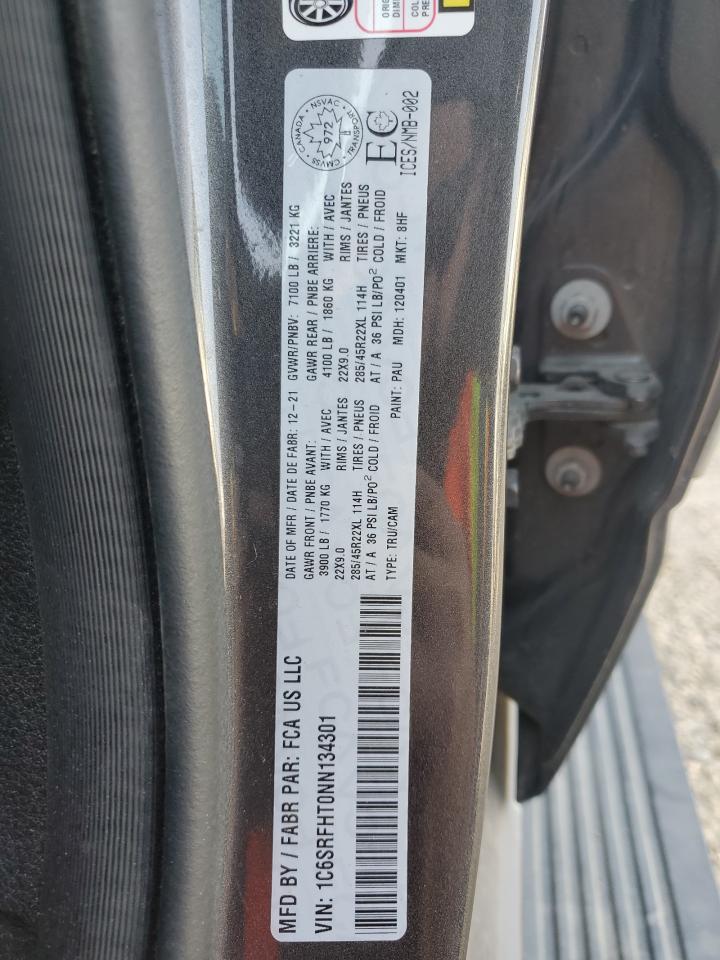 ORIG
DIM
COL
PRE
MFD BY / FABR PAR: FCA US LLC
VIN: 1C6SRFHT0NN134301
DATE OF MFR / DATE DE FABR: 12-21 GVWR/PNBV: 7100 LB / 3221 KG
GAWR FRONT / PNBE AVANT: GAWR REAR / PNBE ARRIERE:
3900 LB / 1770 KG WITH / AVEC 4100 LB / 1860 KG WITH / AVEC
22X9.0 RIMS / JANTES 22X9.0 RIMS / JANTES
285/45R22XL 114H TIRES / PNEUS 285/45R22XL 114H TIRES / PNEUS
AT / A 36 PSI LB/PO² COLD / FROID AT / A 36 PSI LB/PO² COLD / FROID
TYPE: TRU/CAM PAINT: PAU MDH: 120401 MKT: 8HF
CANADA · NSVAC · TRANSPORT · CMVSS
972
EC
ICES/NMB-002